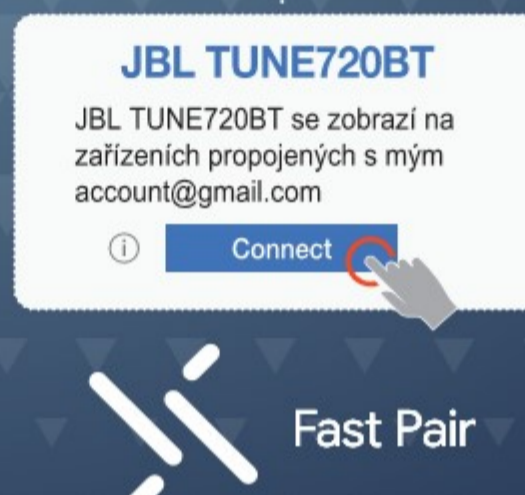 JBL TUNE720BT
JBL TUNE720BT se zobrazí na
zařízeních propojených s mým
account@gmail.com
Connect
Fast Pair